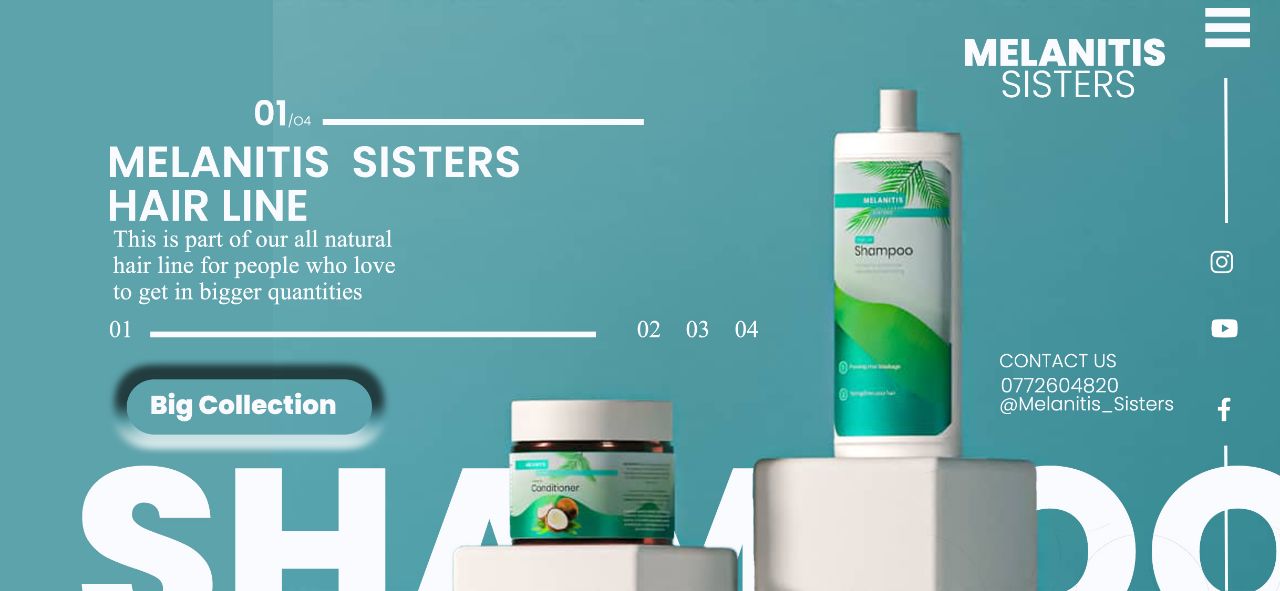 MELANITIS
SISTERS
01/04
MELANITIS SISTERS
HAIR LINE
This is part of our all natural
hair line for people who love
to get in bigger quantities
01 02 03 04
Big Collection
MELANITIS
SISTERS
Shampoo
CONTACT US
0772604820
@Melanitis_Sisters
Conditioner
SHAMPOO